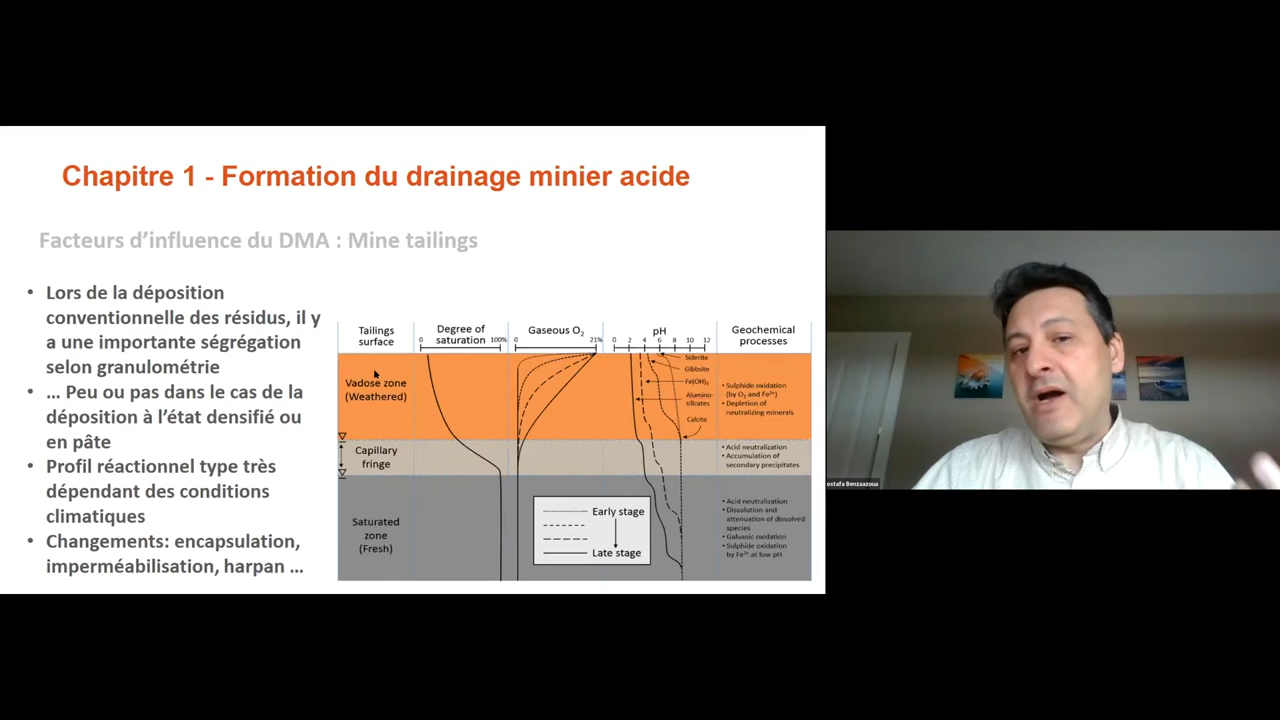 Chapitre 1 - Formation du drainage minier acide
Facteurs d’influence du DMA : Mine tailings
• Lors de la déposition
conventionnelle des résidus, il y
a une importante ségrégation
selon granulométrie
• … Peu ou pas dans le cas de la
déposition à l’état densifié ou
en pâte
• Profil réactionnel type très
dépendant des conditions
climatiques
• Changements: encapsulation,
imperméabilisation, harpan …
Tailings
surface
Degree of
saturation
0 100%
Gaseous O₂
0 21%
pH
0 2 4 6 8 10 12
Geochemical
processes
Vadose zone
(Weathered)
Siderite
Gibbsite
Fe(OH)₃
Alumino-
silicates
Calcite
• Sulphide oxidation
(by O₂ and Fe³⁺)
• Depletion of
neutralizing minerals
Capillary
fringe
• Acid neutralization
• Accumulation of
secondary precipitates
Saturated
zone
(Fresh)
Early stage
Late stage
• Acid neutralization
• Dissolution and
attenuation of dissolved
species
• Galvanic oxidation
• Sulphide oxidation
by Fe³⁺ at low pH
ostafa Benzaazoua